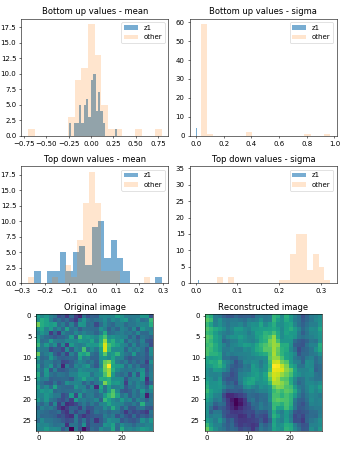 Bottom up values - mean
Bottom up values - sigma
z1
other
z1
other
17.5
15.0
12.5
10.0
7.5
5.0
2.5
0.0
60
50
40
30
20
10
0
-0.75 -0.50 -0.25 0.00 0.25 0.50 0.75
0.0 0.2 0.4 0.6 0.8 1.0
Top down values - mean
Top down values - sigma
z1
other
z1
other
17.5
15.0
12.5
10.0
7.5
5.0
2.5
0.0
35
30
25
20
15
10
5
0
−0.3 −0.2 −0.1 0.0 0.1 0.2 0.3
0.0 0.1 0.2 0.3
Original image
Reconstructed image
0
5
10
15
20
25
0
5
10
15
20
25
0 20
0 20